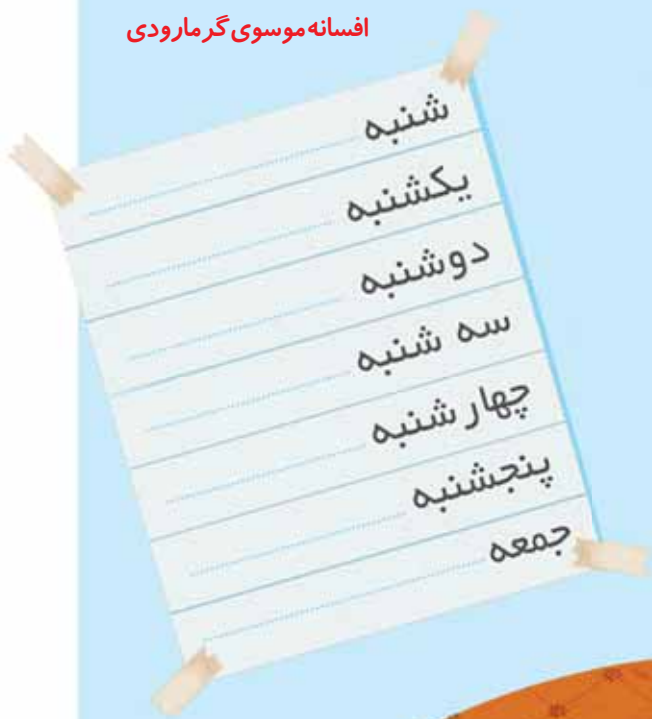 افسانه موسوی گرمارودی
شنبه
یکشنبه
دوشنبه
سه شنبه
چهار شنبه
پنجشنبه
جمعه